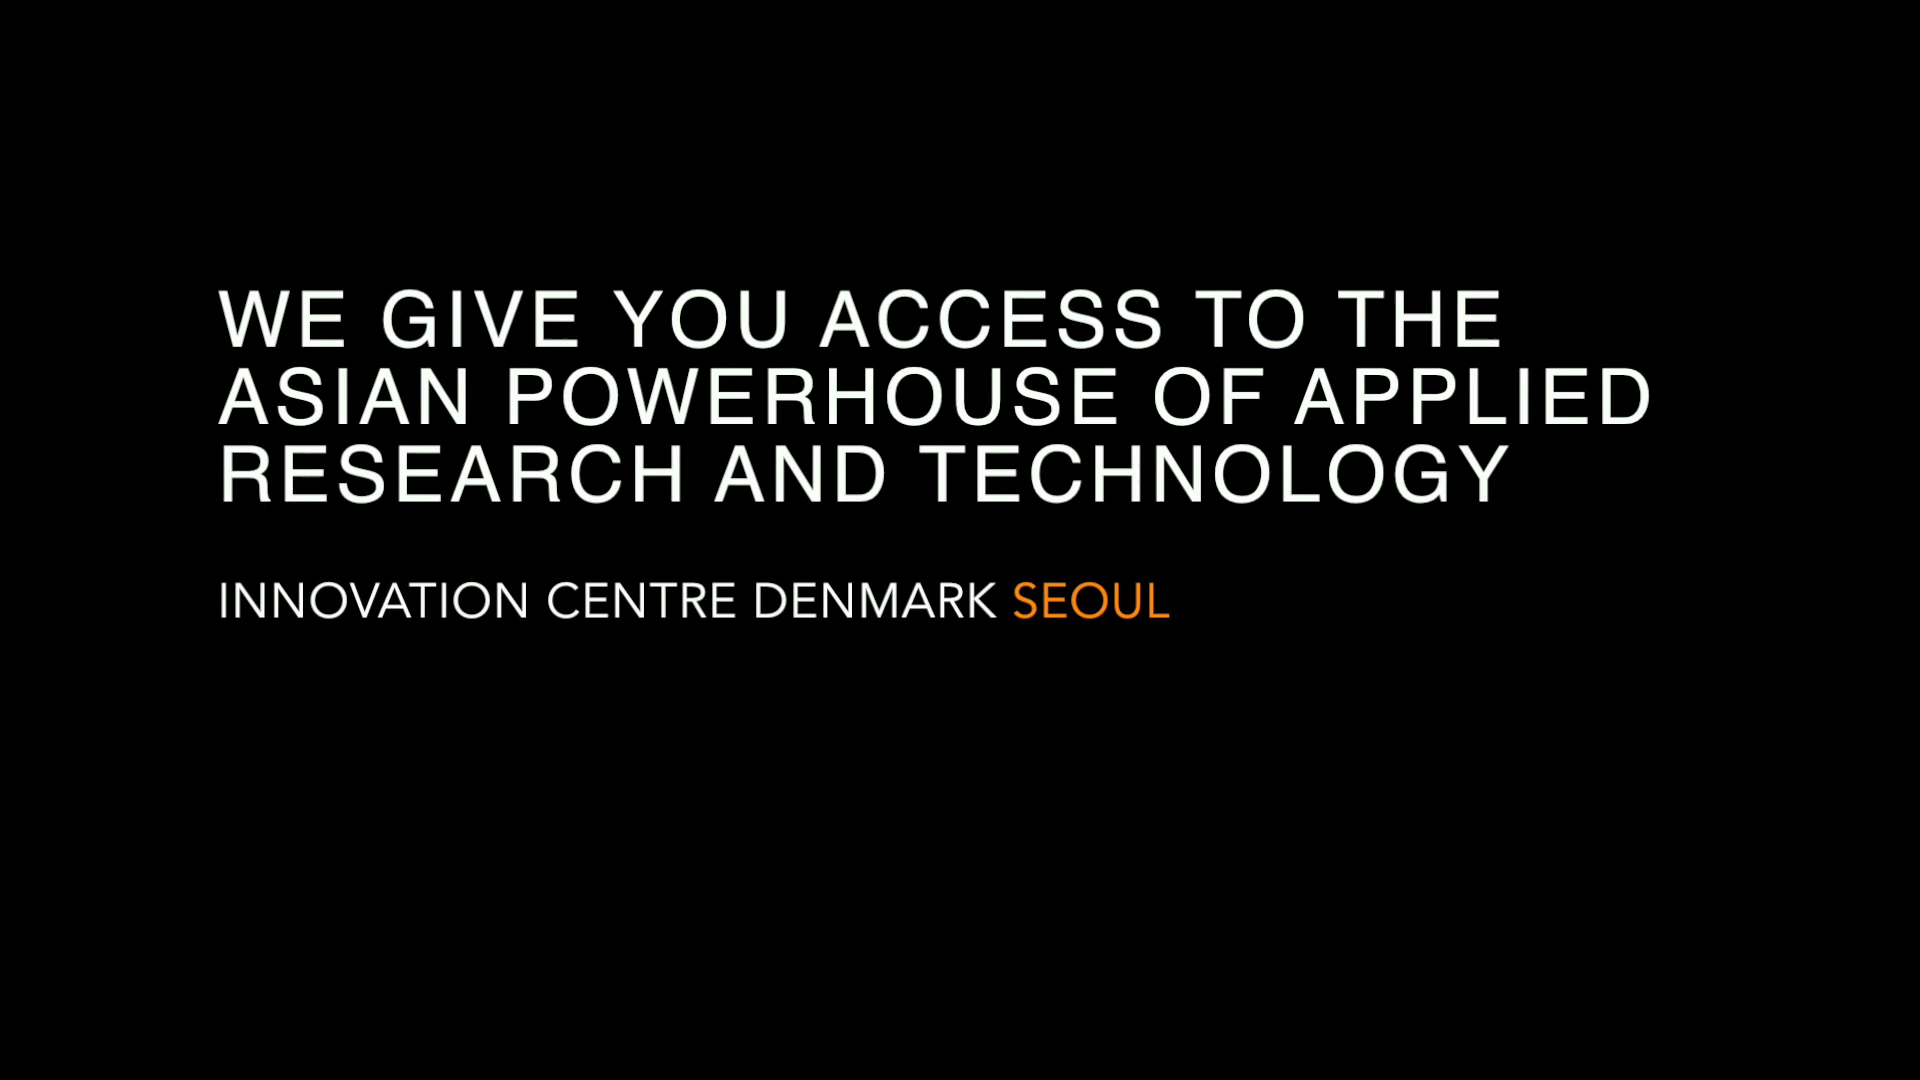 WE GIVE YOU ACCESS TO THE
ASIAN POWERHOUSE OF APPLIED
RESEARCH AND TECHNOLOGY
INNOVATION CENTRE DENMARK SEOUL